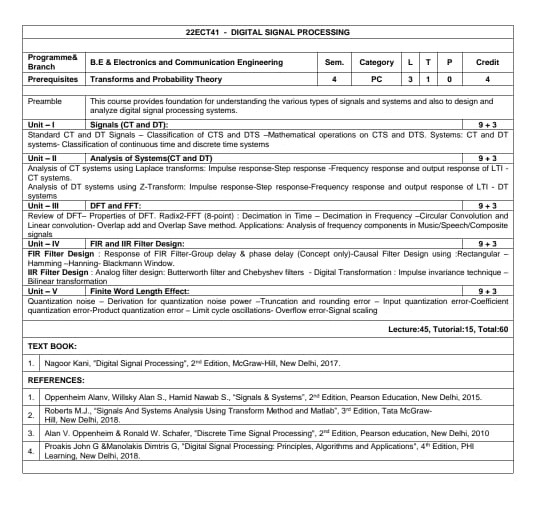 22ECT41 - DIGITAL SIGNAL PROCESSING
Programme& Branch B.E & Electronics and Communication Engineering Sem. Category L T P Credit
Prerequisites Transforms and Probability Theory 4 PC 3 1 0 4
Preamble This course provides foundation for understanding the various types of signals and systems and also to design and
analyze digital signal processing systems.
Unit – I Signals (CT and DT): 9 + 3
Standard CT and DT Signals – Classification of CTS and DTS –Mathematical operations on CTS and DTS. Systems: CT and DT
systems- Classification of continuous time and discrete time systems
Unit – II Analysis of Systems(CT and DT) 9 + 3
Analysis of CT systems using Laplace transforms: Impulse response-Step response -Frequency response and output response of LTI -
CT systems.
Analysis of DT systems using Z-Transform: Impulse response-Step response-Frequency response and output response of LTI - DT
systems
Unit – III DFT and FFT: 9 + 3
Review of DFT– Properties of DFT. Radix2-FFT (8-point) : Decimation in Time – Decimation in Frequency –Circular Convolution and
Linear convolution- Overlap add and Overlap Save method. Applications: Analysis of frequency components in Music/Speech/Composite
signals
Unit – IV FIR and IIR Filter Design: 9 + 3
FIR Filter Design : Response of FIR Filter-Group delay & phase delay (Concept only)-Causal Filter Design using :Rectangular –
Hamming –Hanning- Blackmann Window.
IIR Filter Design : Analog filter design: Butterworth filter and Chebyshev filters - Digital Transformation : Impulse invariance technique –
Bilinear transformation
Unit – V Finite Word Length Effect: 9 + 3
Quantization noise – Derivation for quantization noise power –Truncation and rounding error – Input quantization error-Coefficient
quantization error-Product quantization error – Limit cycle oscillations- Overflow error-Signal scaling
Lecture:45, Tutorial:15, Total:60
TEXT BOOK:
1. Nagoor Kani, "Digital Signal Processing", 2nd Edition, McGraw-Hill, New Delhi, 2017.
REFERENCES:
1. Oppenheim Alanv, Willsky Alan S., Hamid Nawab S., "Signals & Systems", 2nd Edition, Pearson Education, New Delhi, 2015.
2. Roberts M.J., "Signals And Systems Analysis Using Transform Method and Matlab", 3rd Edition, Tata McGraw-
Hill, New Delhi, 2018.
3. Alan V. Oppenheim & Ronald W. Schafer, "Discrete Time Signal Processing", 2nd Edition, Pearson education, New Delhi, 2010
4. Proakis John G &Manolakis Dimtris G, "Digital Signal Processing: Principles, Algorithms and Applications", 4th Edition, PHI
Learning, New Delhi, 2018.